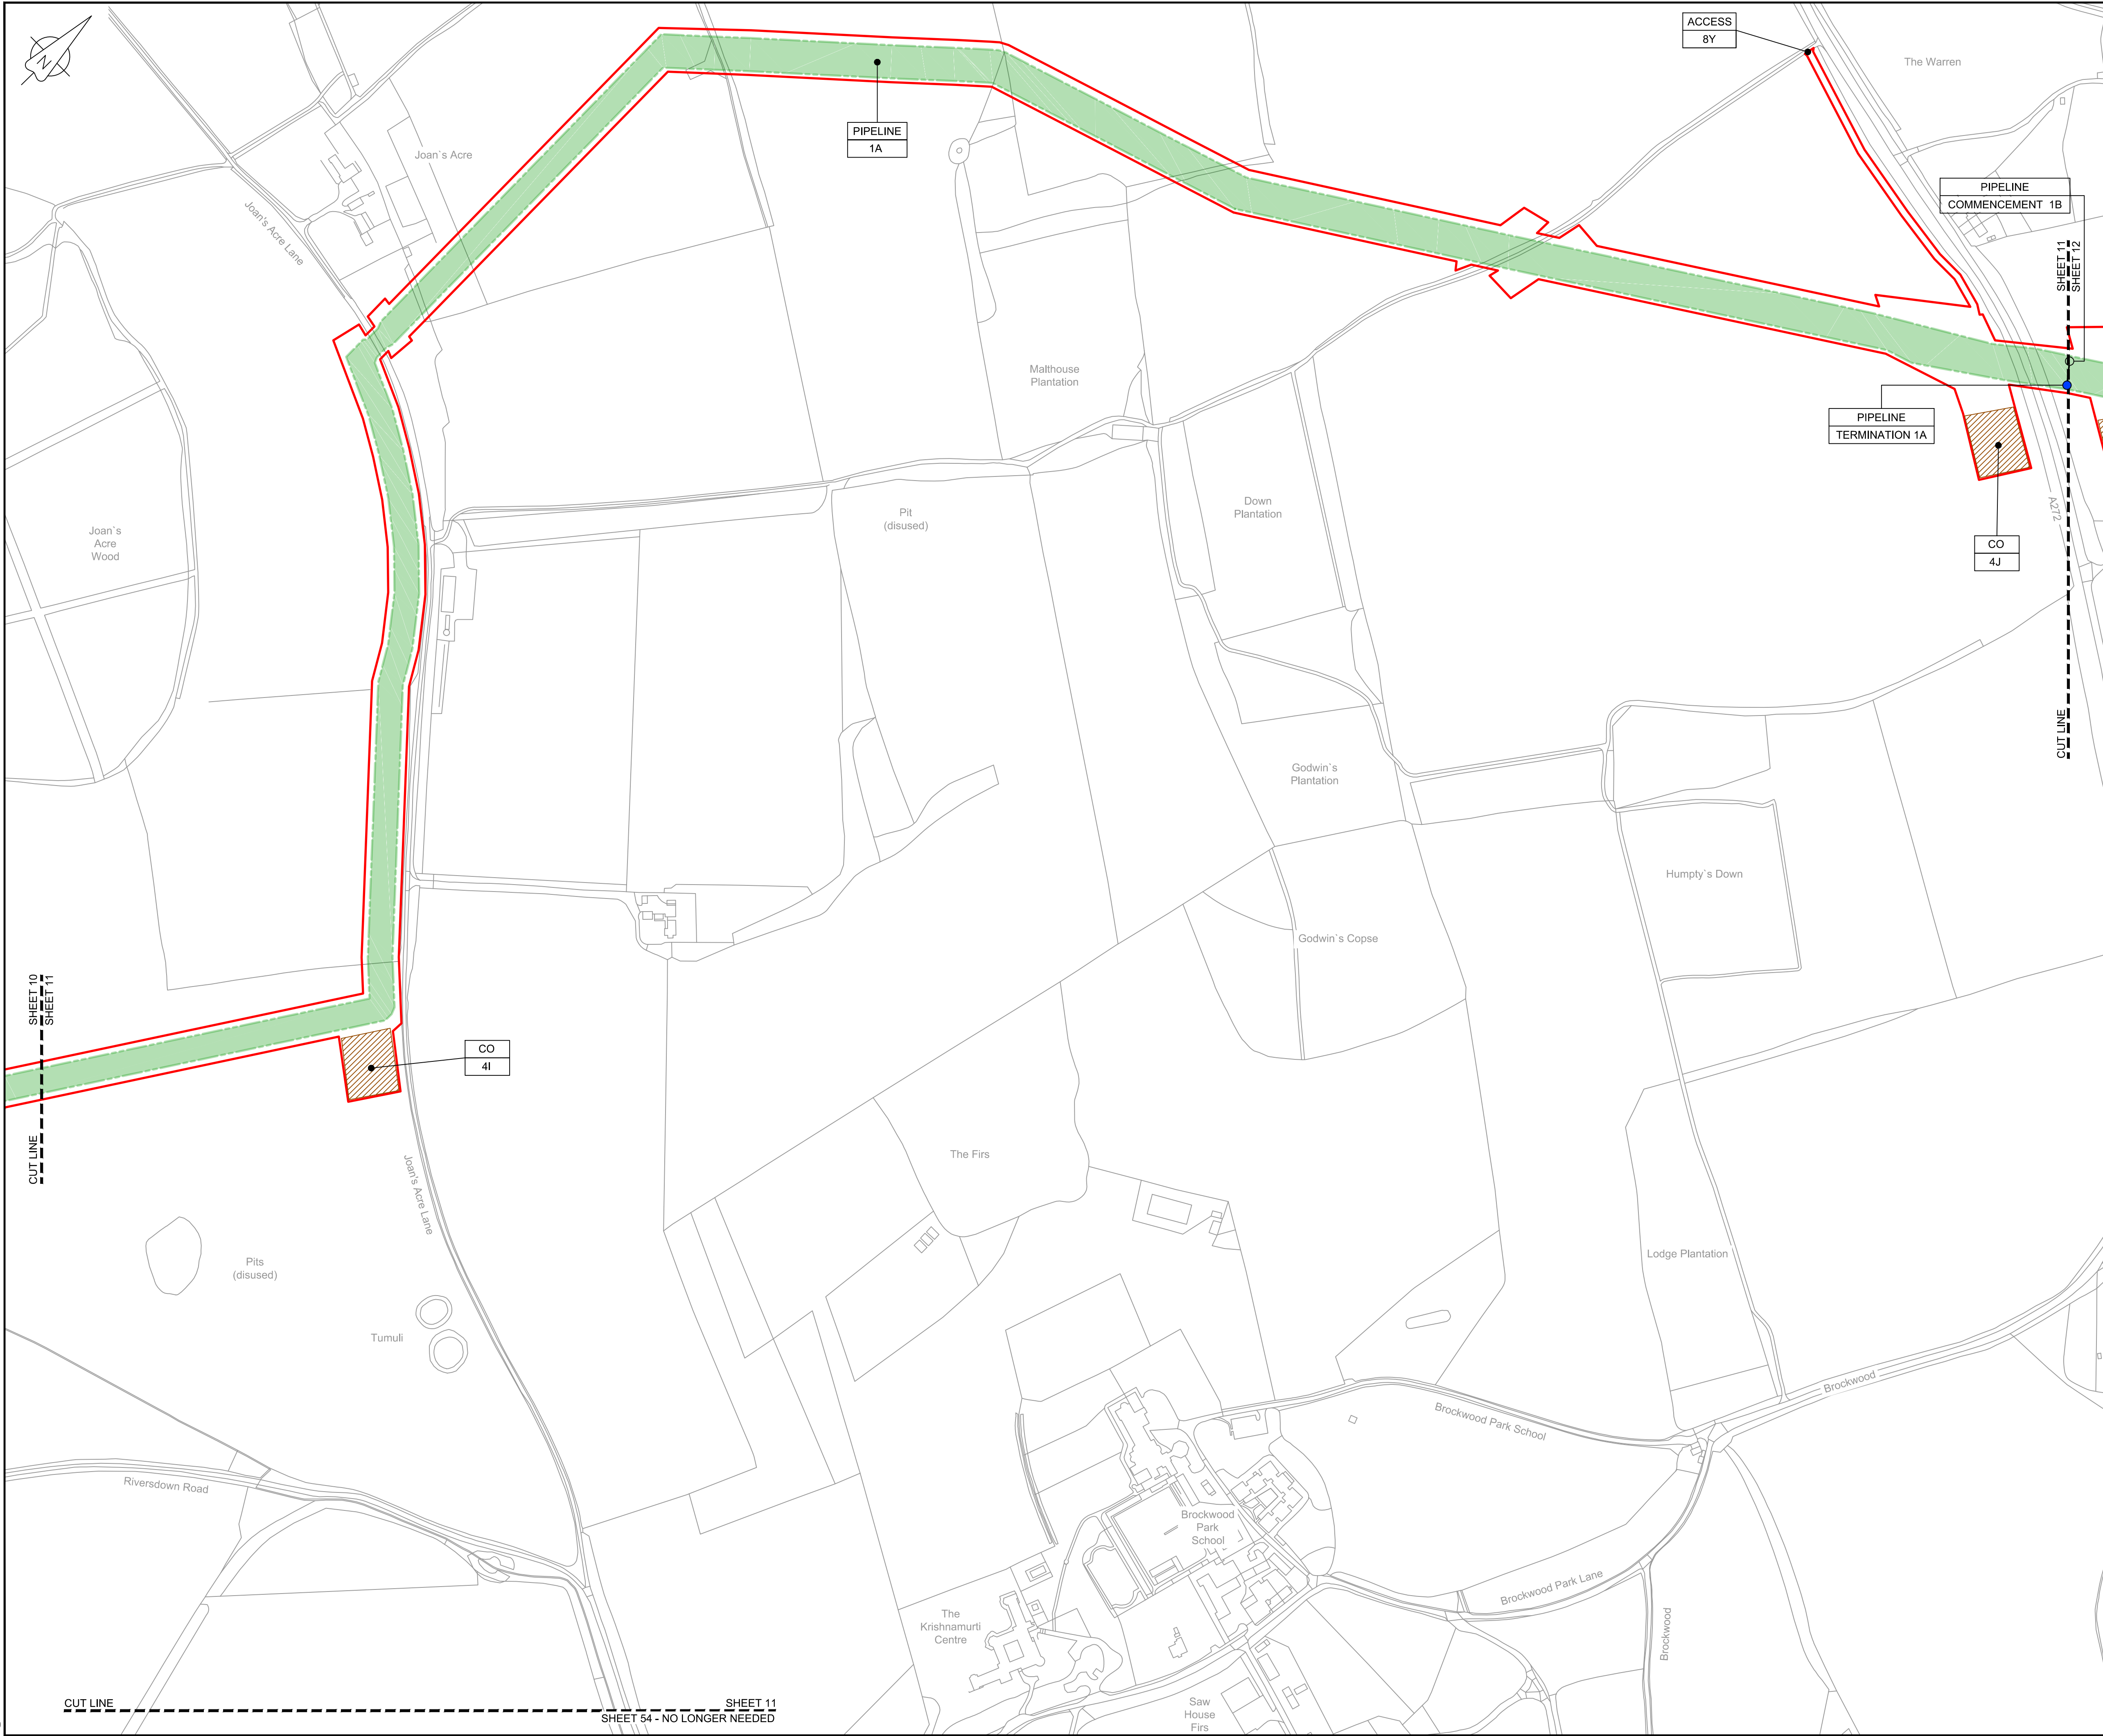 N
ACCESS
8Y
The Warren
PIPELINE
1A
Joan`s Acre
Joan's Acre Lane
PIPELINE
COMMENCEMENT 1B
SHEET 11
SHEET 12
Malthouse
Plantation
PIPELINE
TERMINATION 1A
A272
CO
4J
CUT LINE
Joan`s
Acre
Wood
Pit
(disused)
Down
Plantation
Godwin`s
Plantation
Humpty`s Down
Godwin`s Copse
SHEET 10
SHEET 11
CUT LINE
CO
4I
Joan's Acre Lane
The Firs
Pits
(disused)
Tumuli
Lodge Plantation
Brockwood
Brockwood Park School
Riversdown Road
Brockwood
Park
School
Brockwood Park Lane
Brockwood
The
Krishnamurti
Centre
Saw
House
Firs
CUT LINE
SHEET 11
SHEET 54 - NO LONGER NEEDED